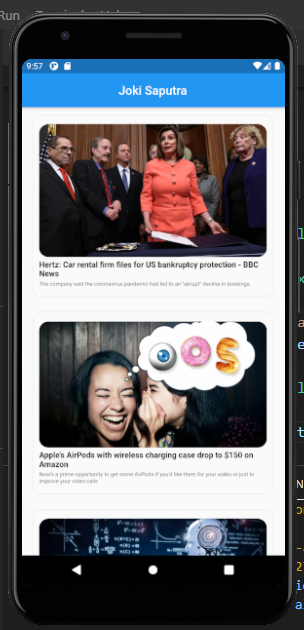 Run
9:57
Joki Saputra
Hertz: Car rental firm files for US bankruptcy protection - BBC
News
The company said the coronavirus pandemic had led to an "abrupt" decline in bookings.
Apple's AirPods with wireless charging case drop to $150 on
Amazon
Now's a prime opportunity to get some AirPods if you'd like them for your walks or just to
improve your video calls.